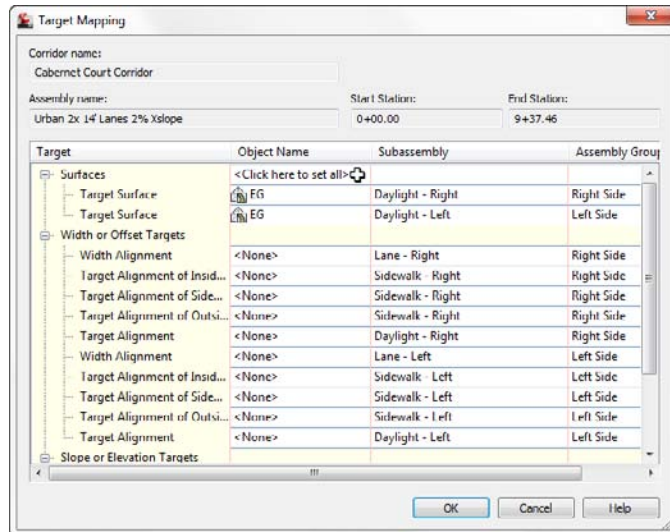 Target Mapping
Corridor name:
Cabernet Court Corridor
Assembly name: Start Station: End Station:
Urban 2x 14' Lanes 2% Xslope 0+00.00 9+37.46
Target Object Name Subassembly Assembly Group
Surfaces <Click here to set all>
Target Surface EG Daylight - Right Right Side
Target Surface EG Daylight - Left Left Side
Width or Offset Targets
Width Alignment <None> Lane - Right Right Side
Target Alignment of Insid... <None> Sidewalk - Right Right Side
Target Alignment of Side... <None> Sidewalk - Right Right Side
Target Alignment of Outsi... <None> Sidewalk - Right Right Side
Target Alignment <None> Daylight - Right Right Side
Width Alignment <None> Lane - Left Left Side
Target Alignment of Insid... <None> Sidewalk - Left Left Side
Target Alignment of Side... <None> Sidewalk - Left Left Side
Target Alignment of Outsi... <None> Sidewalk - Left Left Side
Target Alignment <None> Daylight - Left Left Side
Slope or Elevation Targets
OK Cancel Help